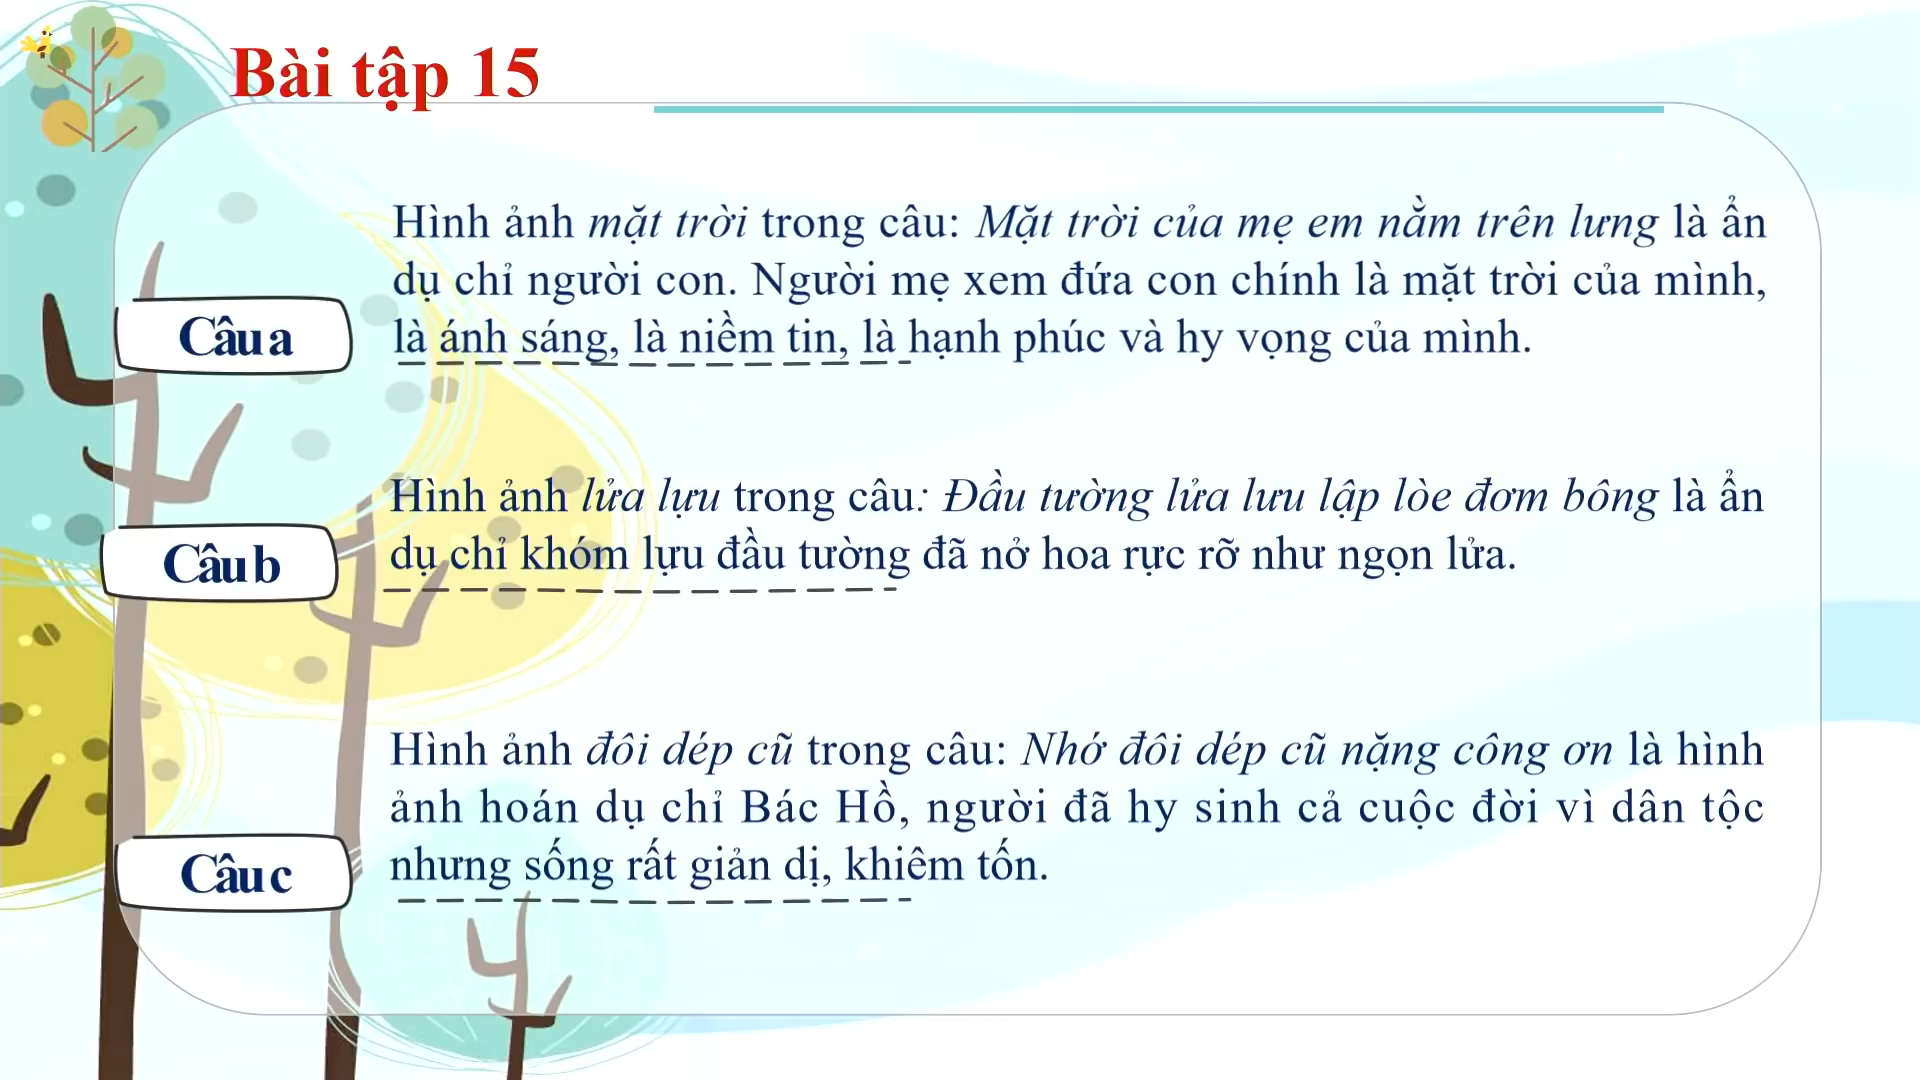 Bài tập 15
Hình ảnh mặt trời trong câu: Mặt trời của mẹ em nằm trên lưng là ẩn
dụ chỉ người con. Người mẹ xem đứa con chính là mặt trời của mình,
Câu a
là ánh sáng, là niềm tin, là hạnh phúc và hy vọng của mình.
Hình ảnh lửa lựu trong câu: Đầu tường lửa lưu lập lòe đơm bông là ẩn
Câu b
dụ chỉ khóm lựu đầu tường đã nở hoa rực rỡ như ngọn lửa.
Hình ảnh đôi dép cũ trong câu: Nhớ đôi dép cũ nặng công ơn là hình
ảnh hoán dụ chỉ Bác Hồ, người đã hy sinh cả cuộc đời vì dân tộc
Câu c
nhưng sống rất giản dị, khiêm tốn.